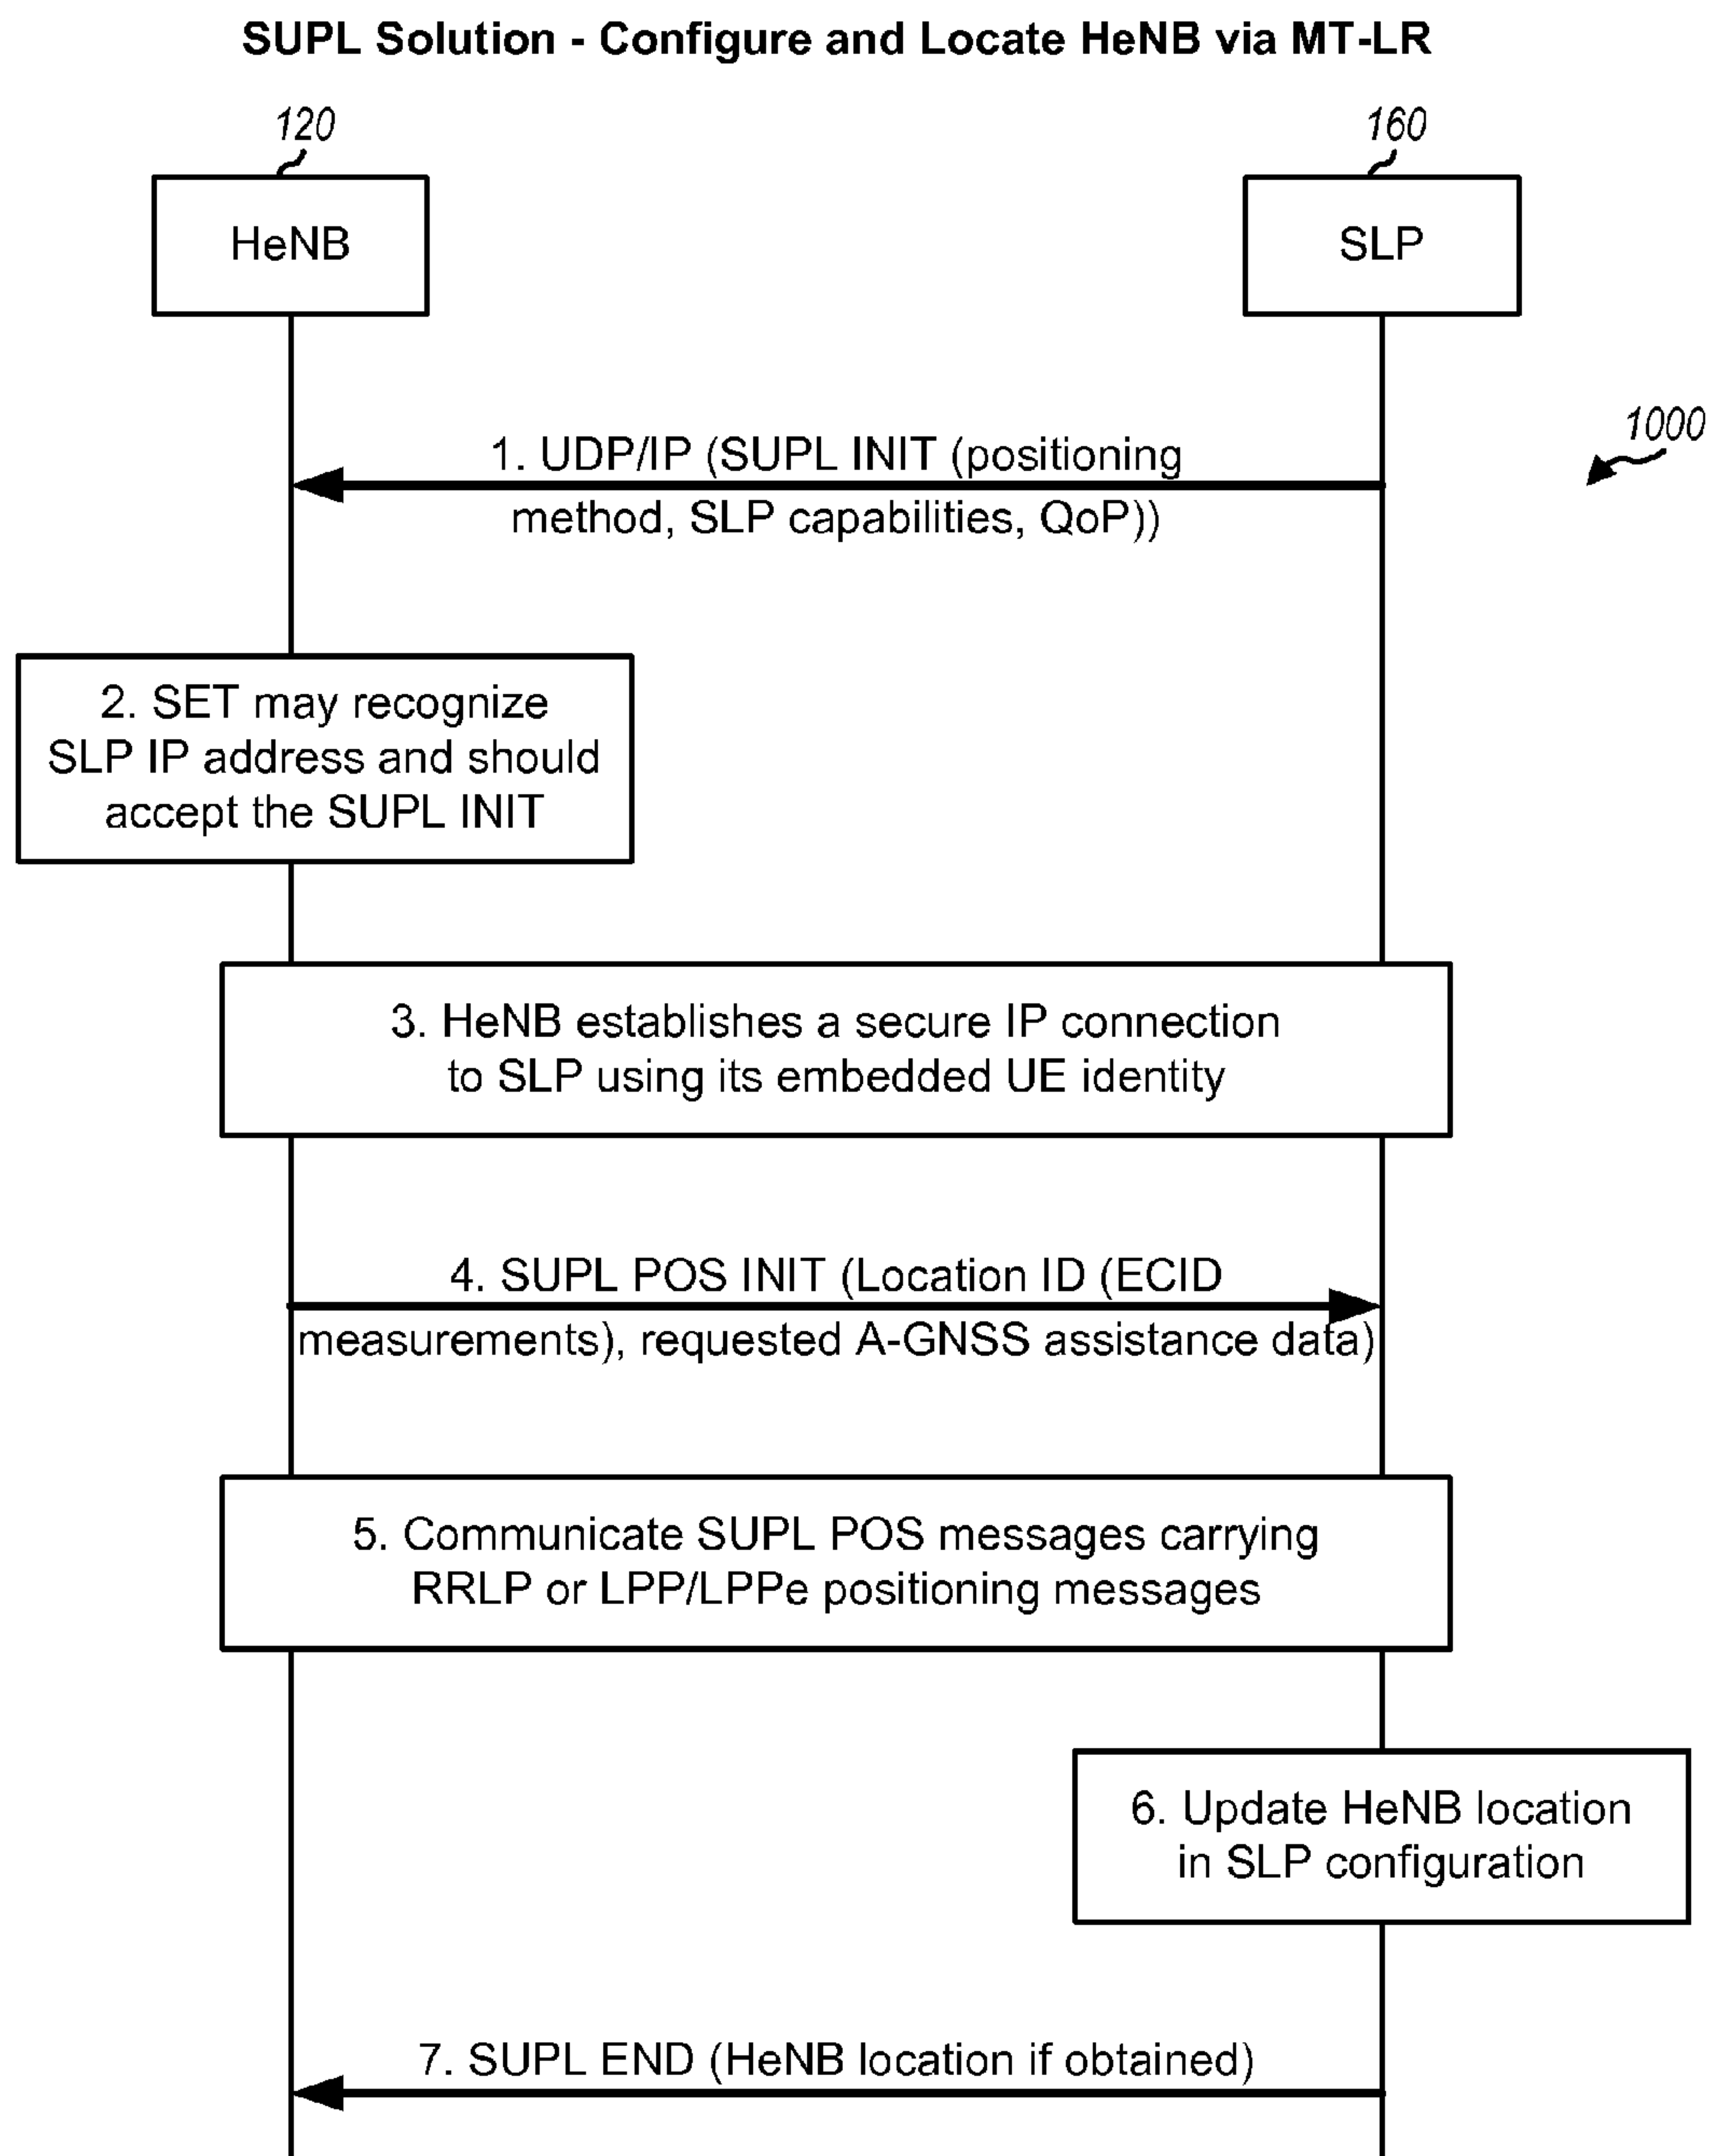 SUPL Solution - Configure and Locate HeNB via MT-LR
120
160
HeNB
SLP
1000
1. UDP/IP (SUPL INIT (positioning
method, SLP capabilities, QoP))
2. SET may recognize
SLP IP address and should
accept the SUPL INIT
3. HeNB establishes a secure IP connection
to SLP using its embedded UE identity
4. SUPL POS INIT (Location ID (ECID
measurements), requested A-GNSS assistance data)
5. Communicate SUPL POS messages carrying
RRLP or LPP/LPPe positioning messages
6. Update HeNB location
in SLP configuration
7. SUPL END (HeNB location if obtained)